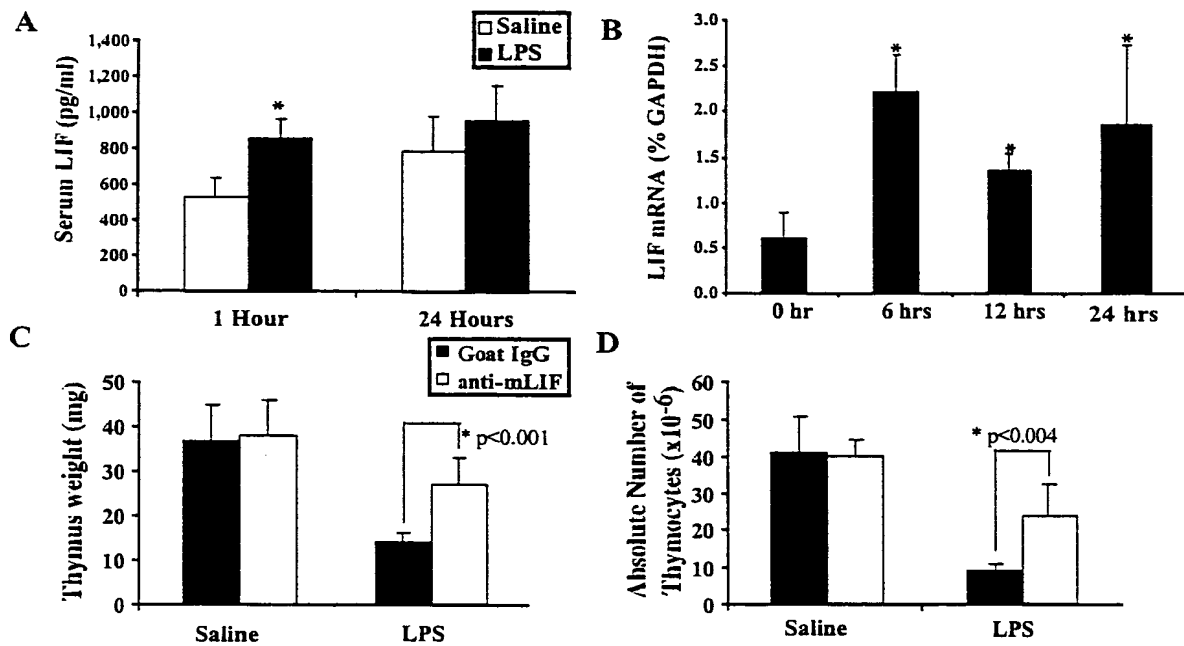 A
Saline
LPS
Serum LIF (pg/ml)
1,400
1,200
1,000
800
600
400
200
0
*
1 Hour
24 Hours
B
LIF mRNA (% GAPDH)
3.0
2.5
2.0
1.5
1.0
0.5
0.0
*
*
*
0 hr
6 hrs
12 hrs
24 hrs
C
Goat IgG
anti-mLIF
Thymus weight (mg)
50
40
30
20
10
0
* p<0.001
Saline
LPS
D
Absolute Number of
Thymocytes (x10-6)
60
50
40
30
20
10
0
* p<0.004
Saline
LPS